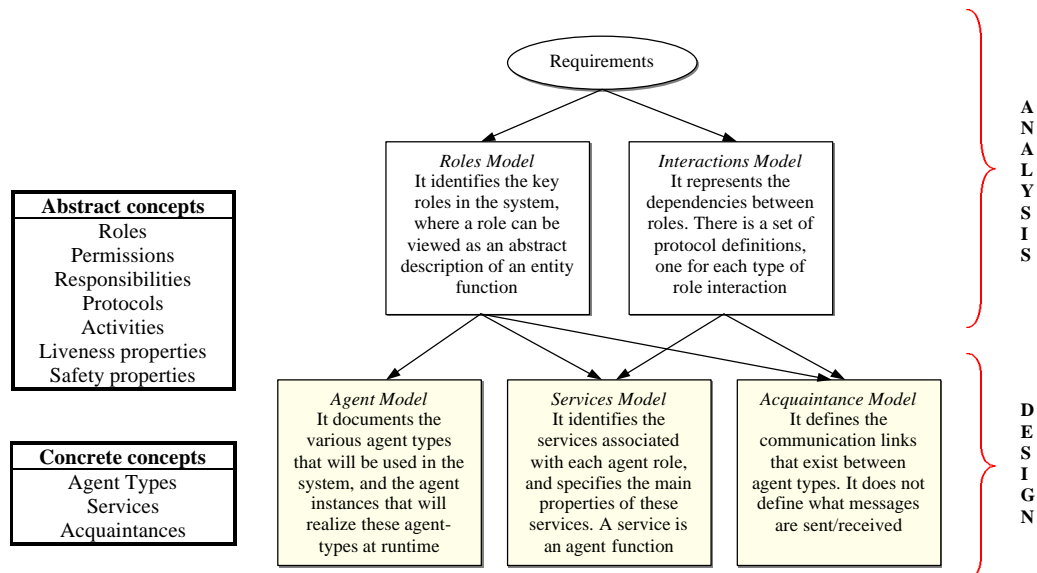 Requirements
Roles Model
It identifies the key
roles in the system,
where a role can be
viewed as an abstract
description of an entity
function
Interactions Model
It represents the
dependencies between
roles. There is a set of
protocol definitions,
one for each type of
role interaction
A
N
A
L
Y
S
I
S
Abstract concepts
Roles
Permissions
Responsibilities
Protocols
Activities
Liveness properties
Safety properties
Concrete concepts
Agent Types
Services
Acquaintances
Agent Model
It documents the
various agent types
that will be used in the
system, and the agent
instances that will
realize these agent-
types at runtime
Services Model
It identifies the
services associated
with each agent role,
and specifies the main
properties of these
services. A service is
an agent function
Acquaintance Model
It defines the
communication links
that exist between
agent types. It does not
define what messages
are sent/received
D
E
S
I
G
N